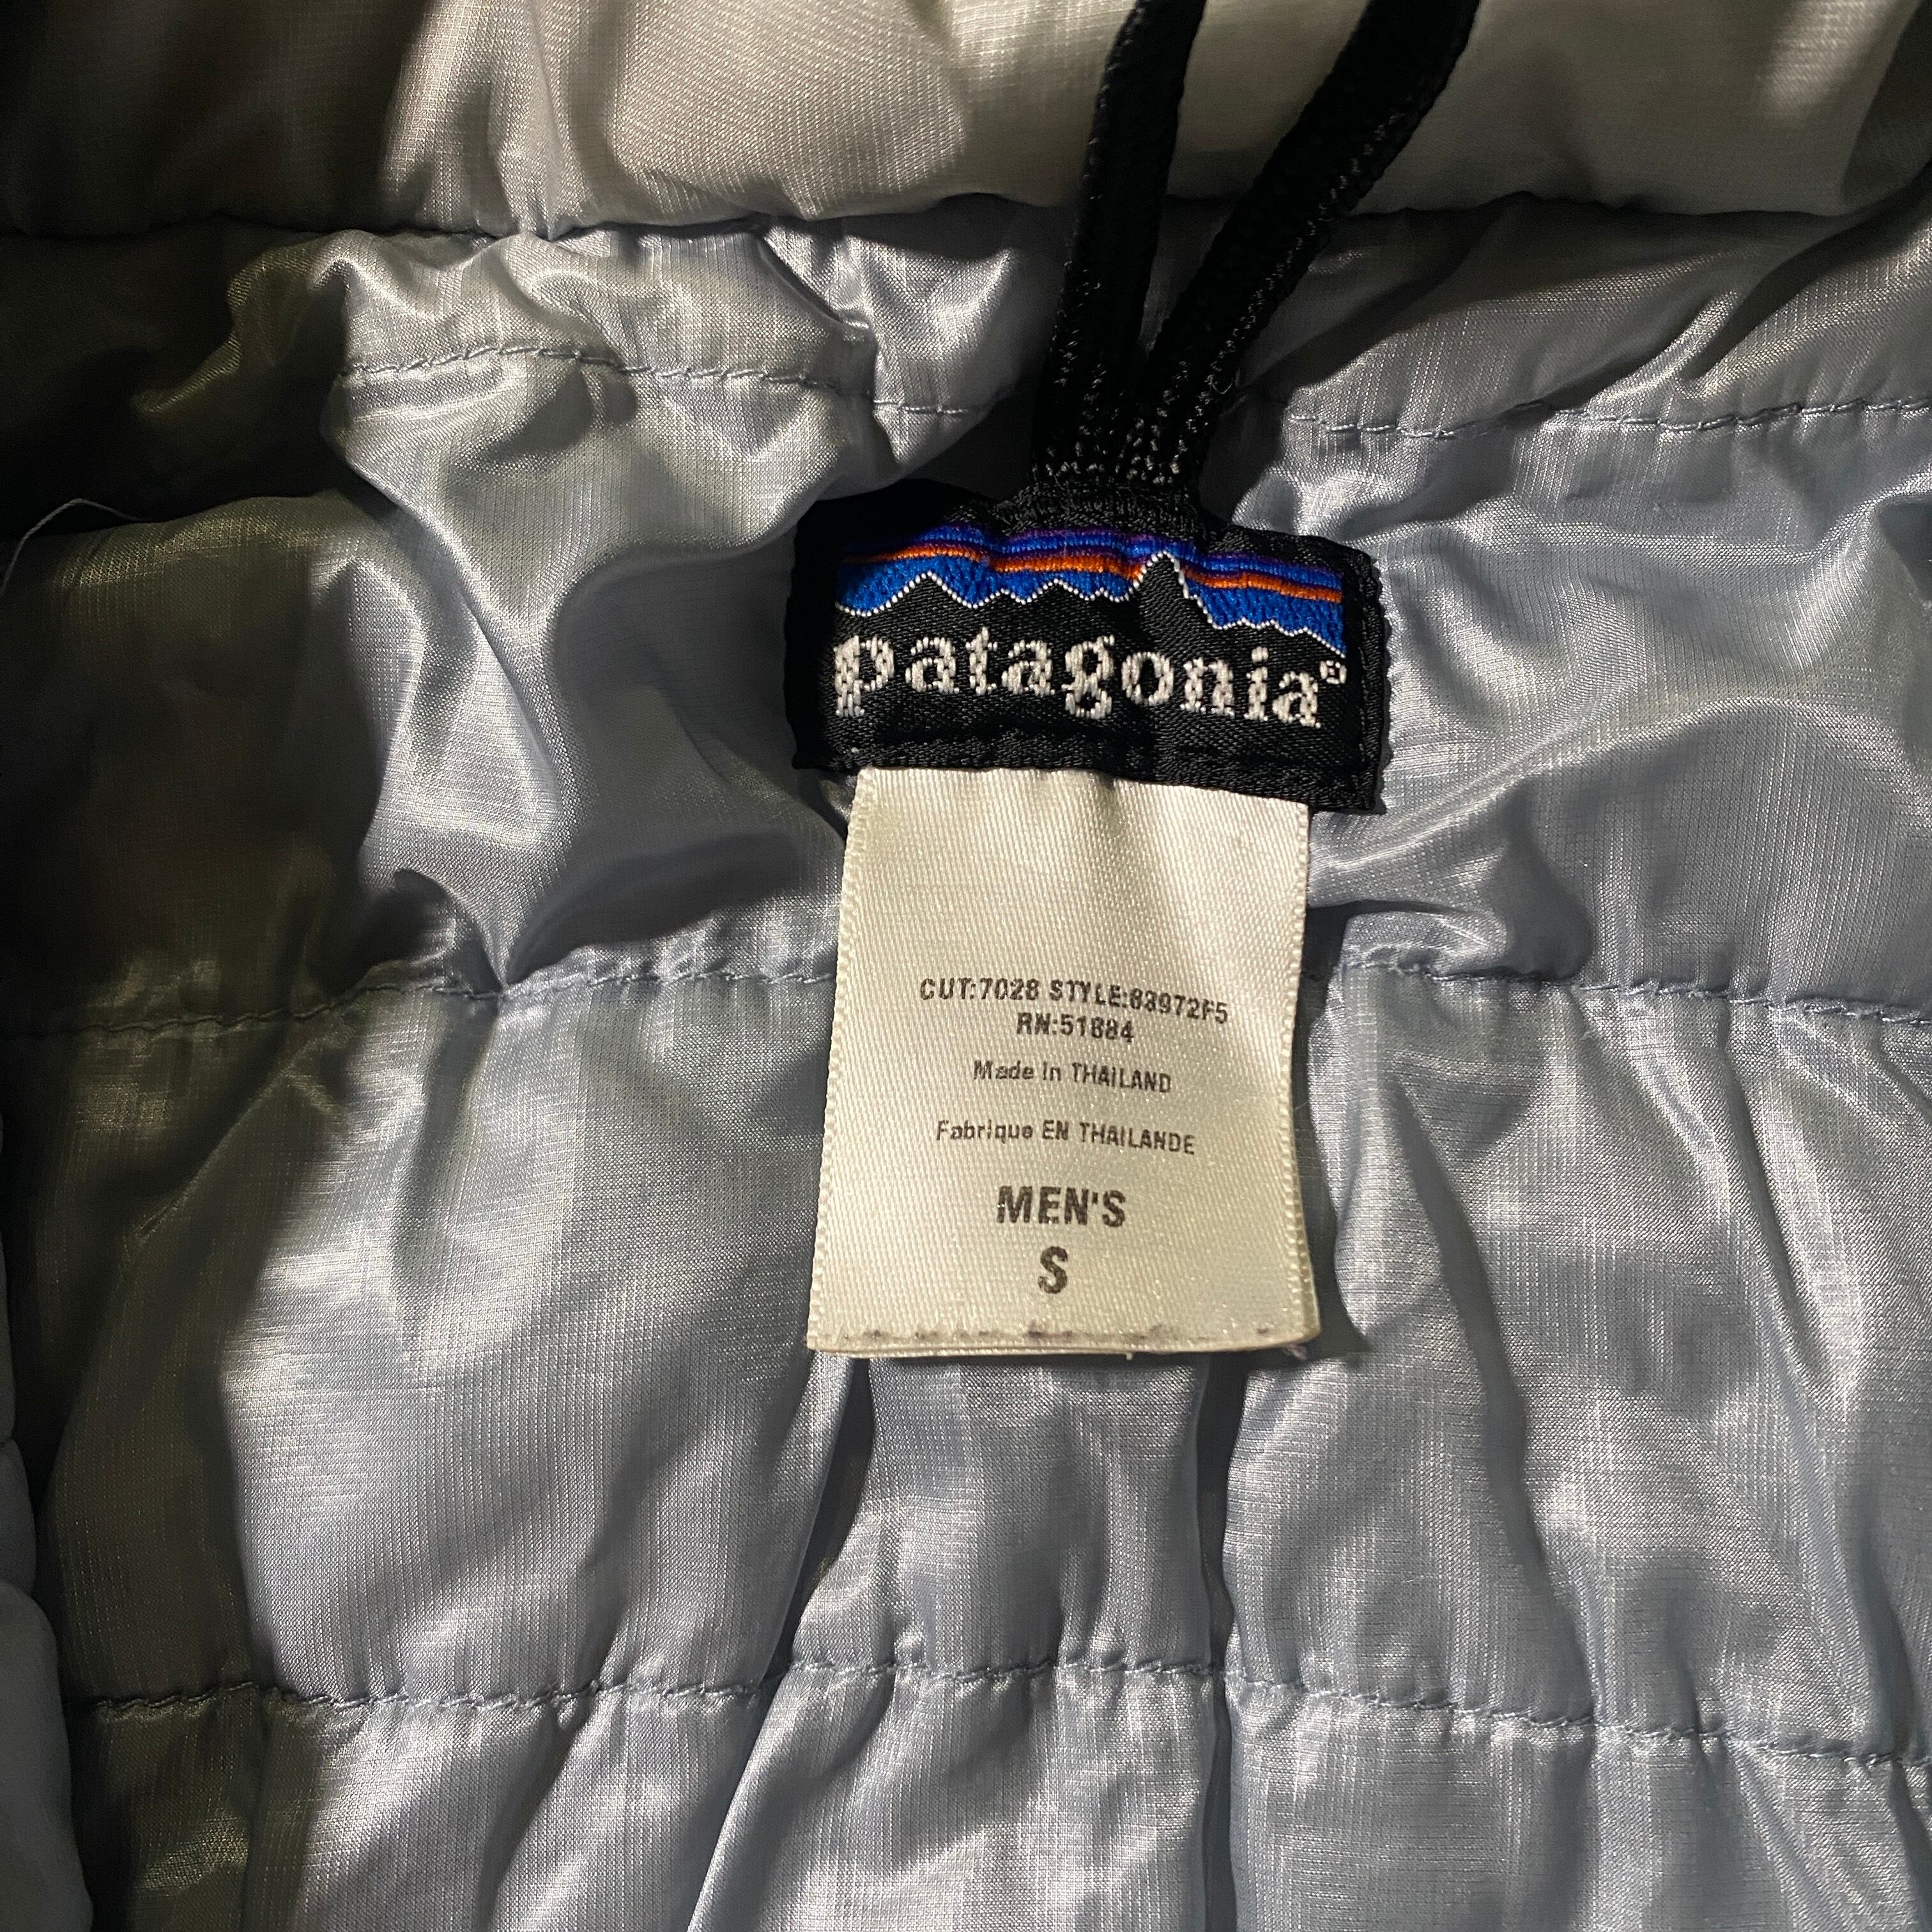 patagonia®
CUT:7028 STYLE:83972F5
RN:51884
Made in THAILAND
Fabrique EN THAILANDE
MEN'S
S